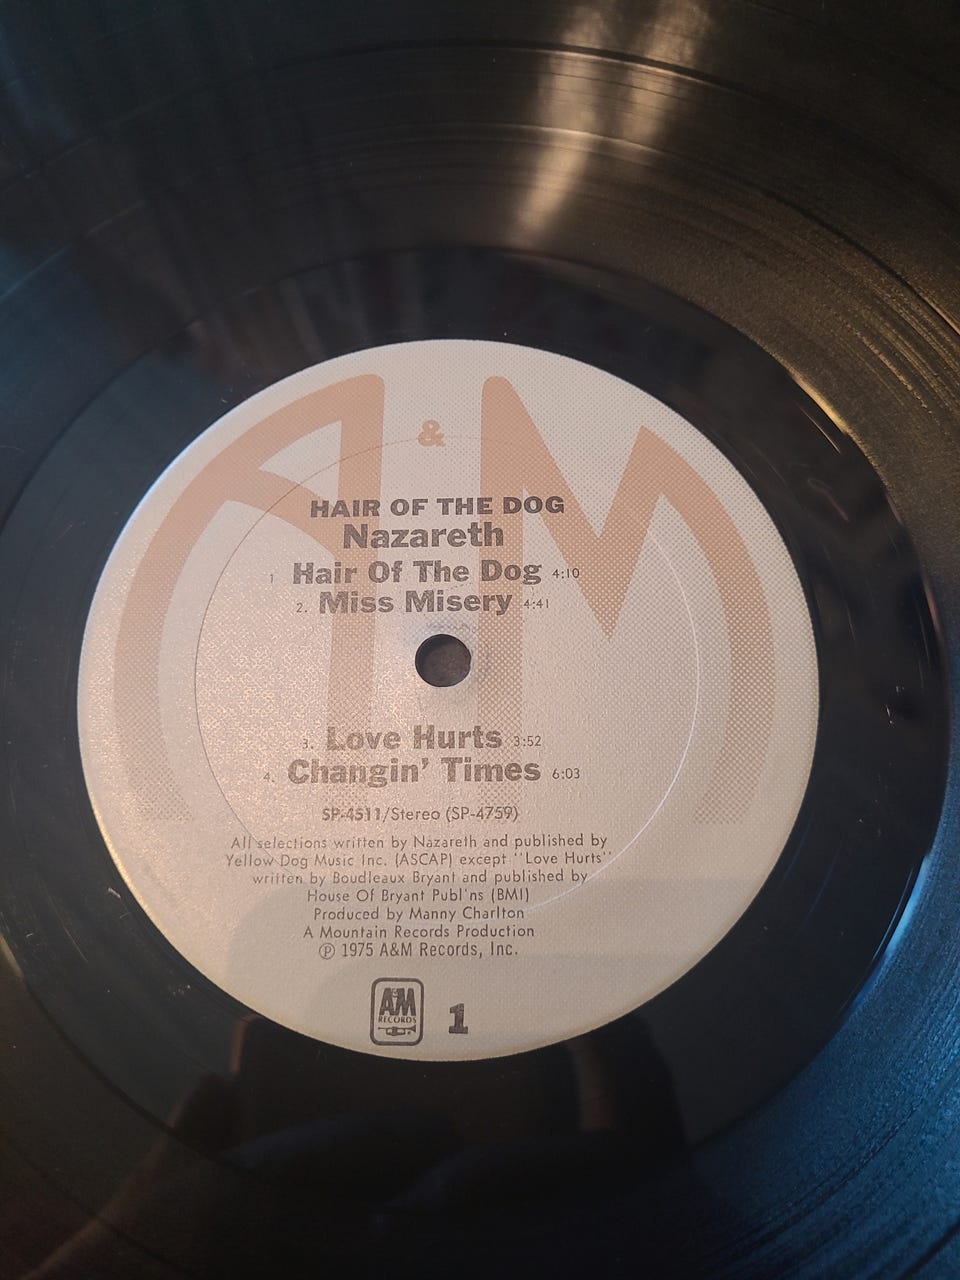 A & M
HAIR OF THE DOG
Nazareth
1 Hair Of The Dog 4:10
2. Miss Misery 4:41
3. Love Hurts 3:52
4. Changin' Times 6:03
SP-4511/Stereo (SP-4759)
All selections written by Nazareth and published by
Yellow Dog Music Inc. (ASCAP) except "Love Hurts"
written by Boudleaux Bryant and published by
House Of Bryant Publ'ns (BMI)
Produced by Manny Charlton
A Mountain Records Production
Ⓟ 1975 A&M Records, Inc.
A&M
RECORDS
1